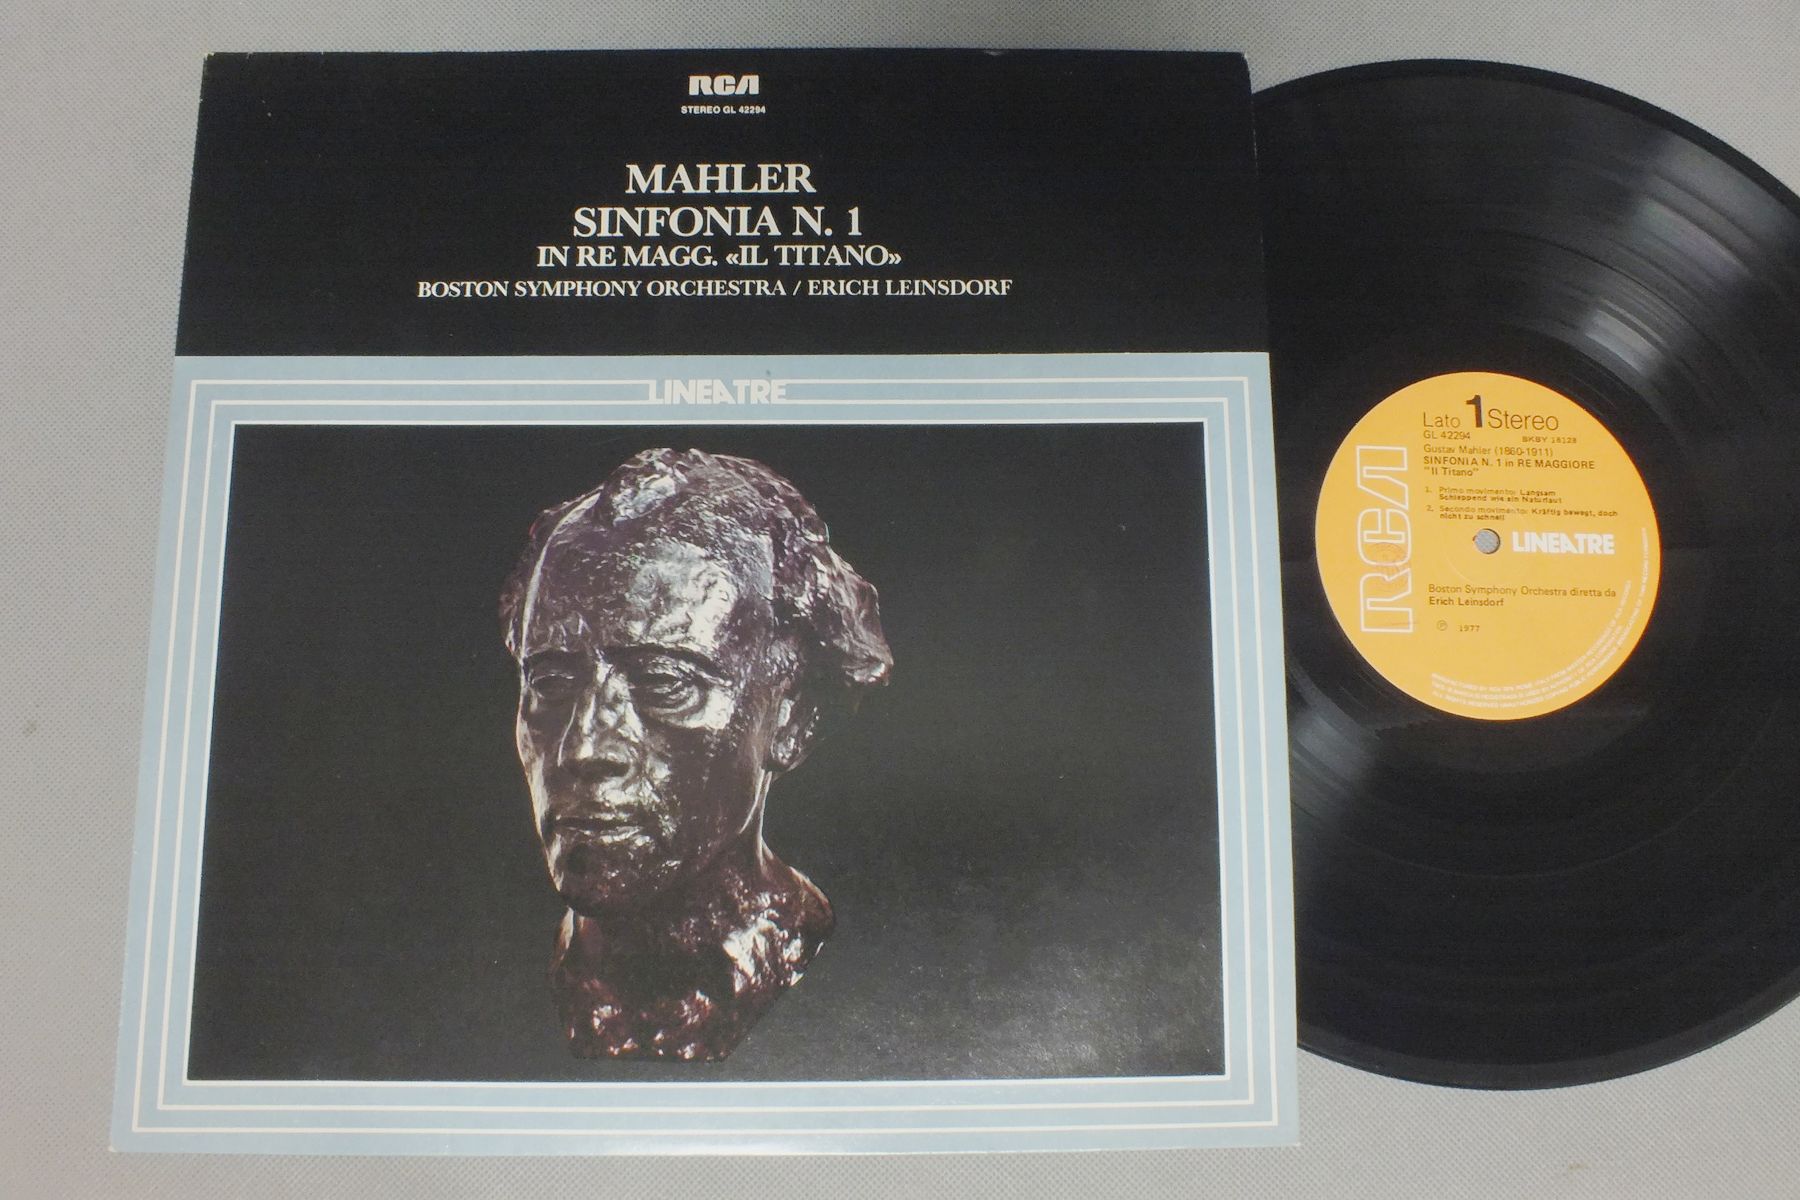 RCA
STEREO GL 42294
MAHLER
SINFONIA N. 1
IN RE MAGG. «IL TITANO»
BOSTON SYMPHONY ORCHESTRA / ERICH LEINSDORF
LINEATRE
Lato 1 Stereo
GL 42294 BKBY 18128
Gustav Mahler (1860-1911)
SINFONIA N. 1 in RE MAGGIORE
"Il Titano"
1. Primo movimento: Langsam
Schleppend wie ein Naturlaut
2. Secondo movimento: Kräftig bewegt, doch
nicht zu schnell
RCA
LINEATRE
Boston Symphony Orchestra diretta da
Erich Leinsdorf
℗ 1977